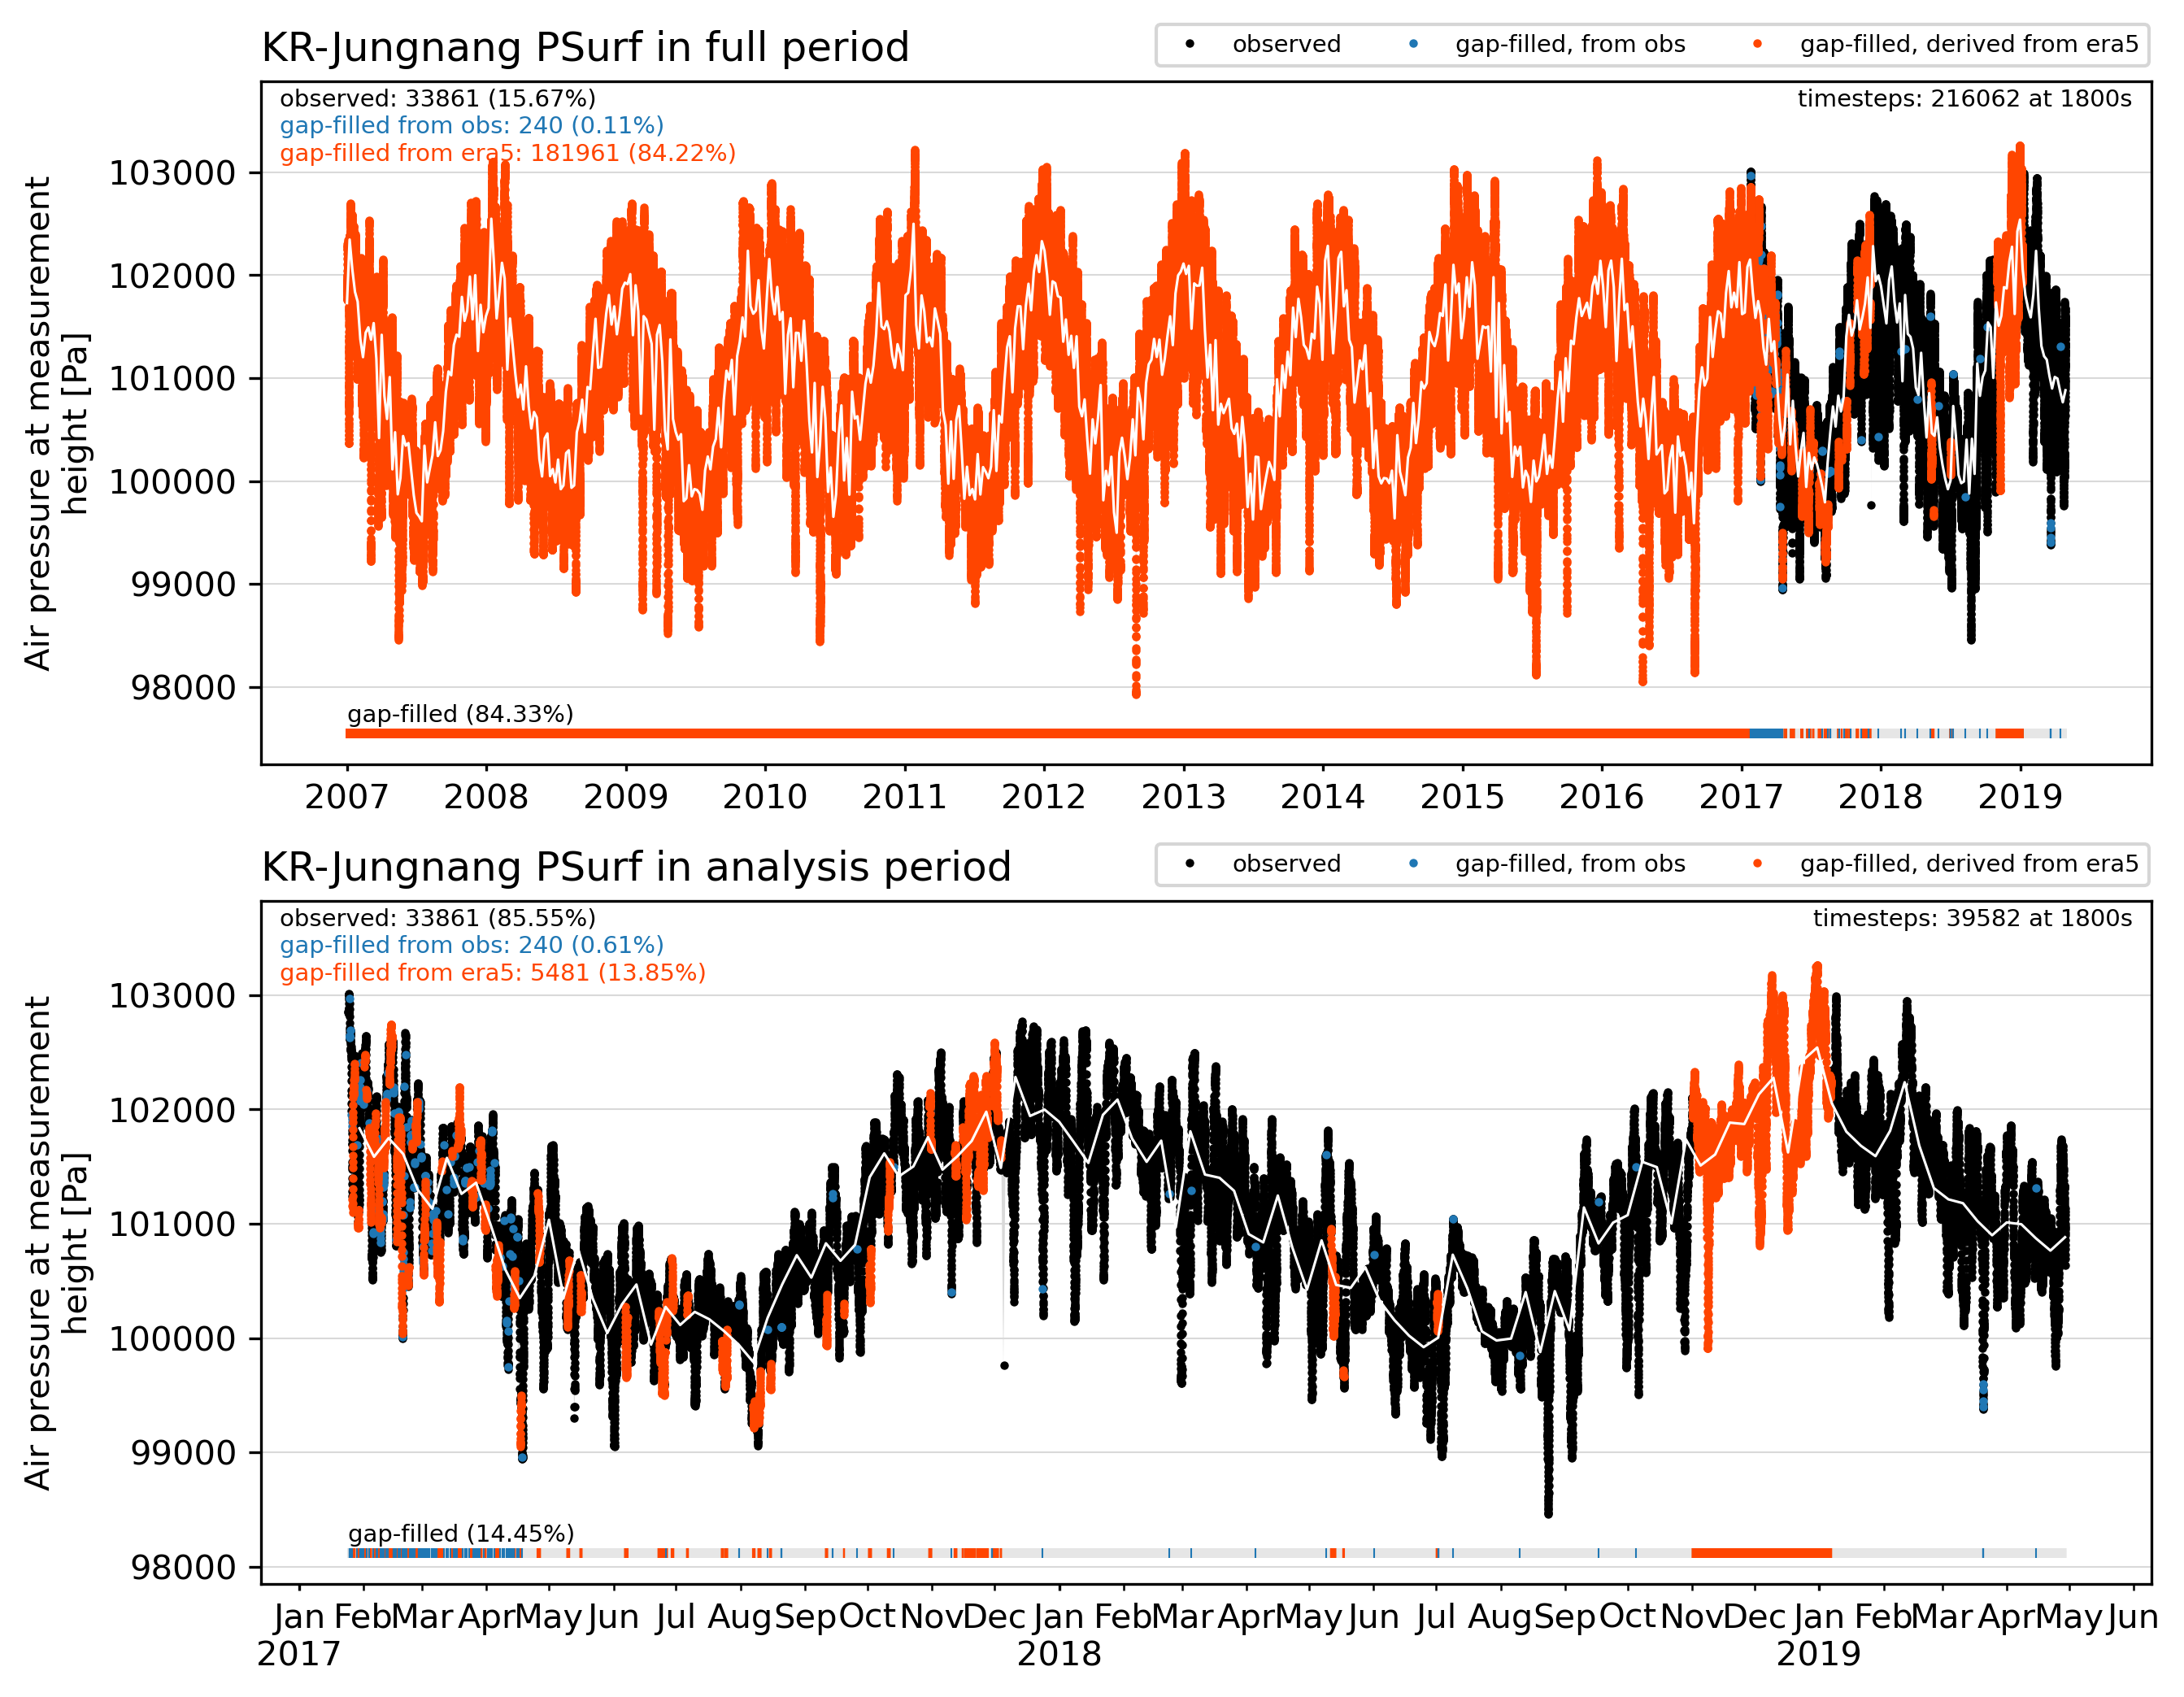 KR-Jungnang PSurf in full period
observed
gap-filled, from obs
gap-filled, derived from era5
observed: 33861 (15.67%)
gap-filled from obs: 240 (0.11%)
gap-filled from era5: 181961 (84.22%)
timesteps: 216062 at 1800s
Air pressure at measurement
height [Pa]
103000
102000
101000
100000
99000
98000
gap-filled (84.33%)
2007 2008 2009 2010 2011 2012 2013 2014 2015 2016 2017 2018 2019
KR-Jungnang PSurf in analysis period
observed
gap-filled, from obs
gap-filled, derived from era5
observed: 33861 (85.55%)
gap-filled from obs: 240 (0.61%)
gap-filled from era5: 5481 (13.85%)
timesteps: 39582 at 1800s
Air pressure at measurement
height [Pa]
103000
102000
101000
100000
99000
98000
gap-filled (14.45%)
Jan Feb Mar Apr May Jun Jul Aug Sep Oct Nov Dec Jan Feb Mar Apr May Jun Jul Aug Sep Oct Nov Dec Jan Feb Mar Apr May Jun
2017 2018 2019